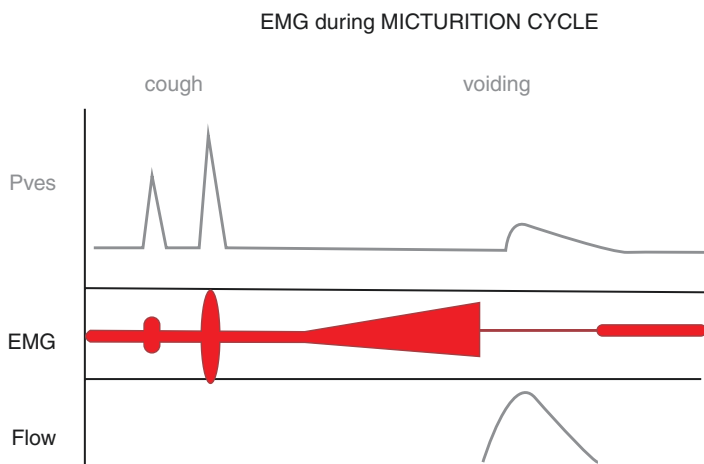 EMG during MICTURITION CYCLE
cough voiding
Pves
EMG
Flow